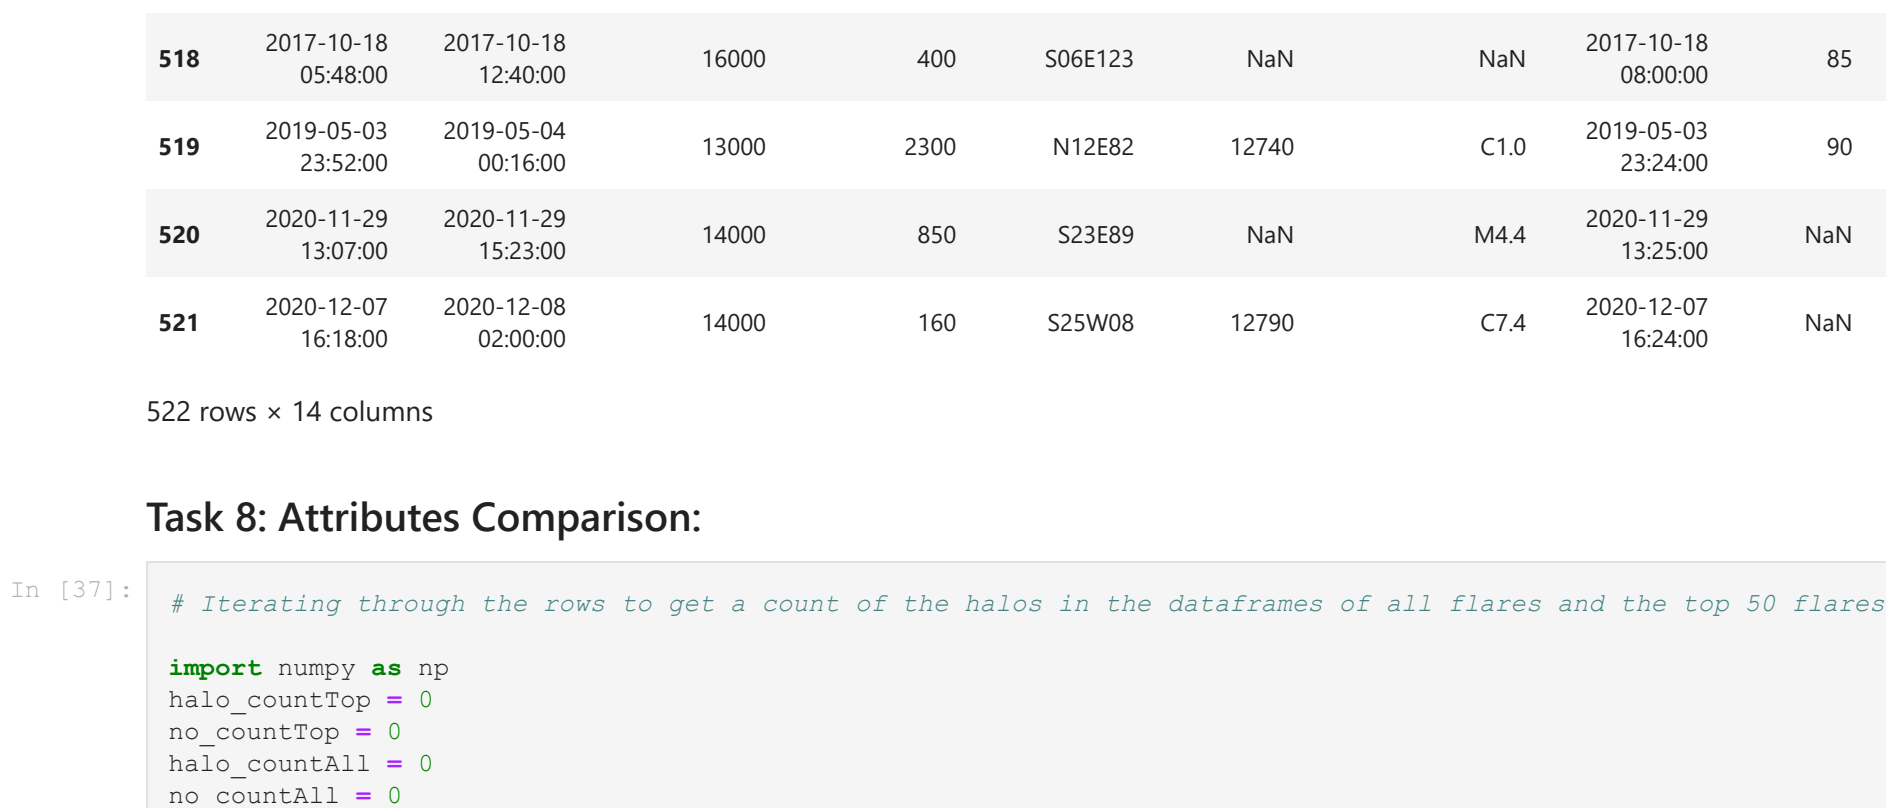 518 2017-10-18 05:48:00 2017-10-18 12:40:00 16000 400 S06E123 NaN NaN 2017-10-18 08:00:00 85
519 2019-05-03 23:52:00 2019-05-04 00:16:00 13000 2300 N12E82 12740 C1.0 2019-05-03 23:24:00 90
520 2020-11-29 13:07:00 2020-11-29 15:23:00 14000 850 S23E89 NaN M4.4 2020-11-29 13:25:00 NaN
521 2020-12-07 16:18:00 2020-12-08 02:00:00 14000 160 S25W08 12790 C7.4 2020-12-07 16:24:00 NaN
522 rows × 14 columns
Task 8: Attributes Comparison:
In [37]:
# Iterating through the rows to get a count of the halos in the dataframes of all flares and the top 50 flares
import numpy as np
halo_countTop = 0
no_countTop = 0
halo_countAll = 0
no_countAll = 0